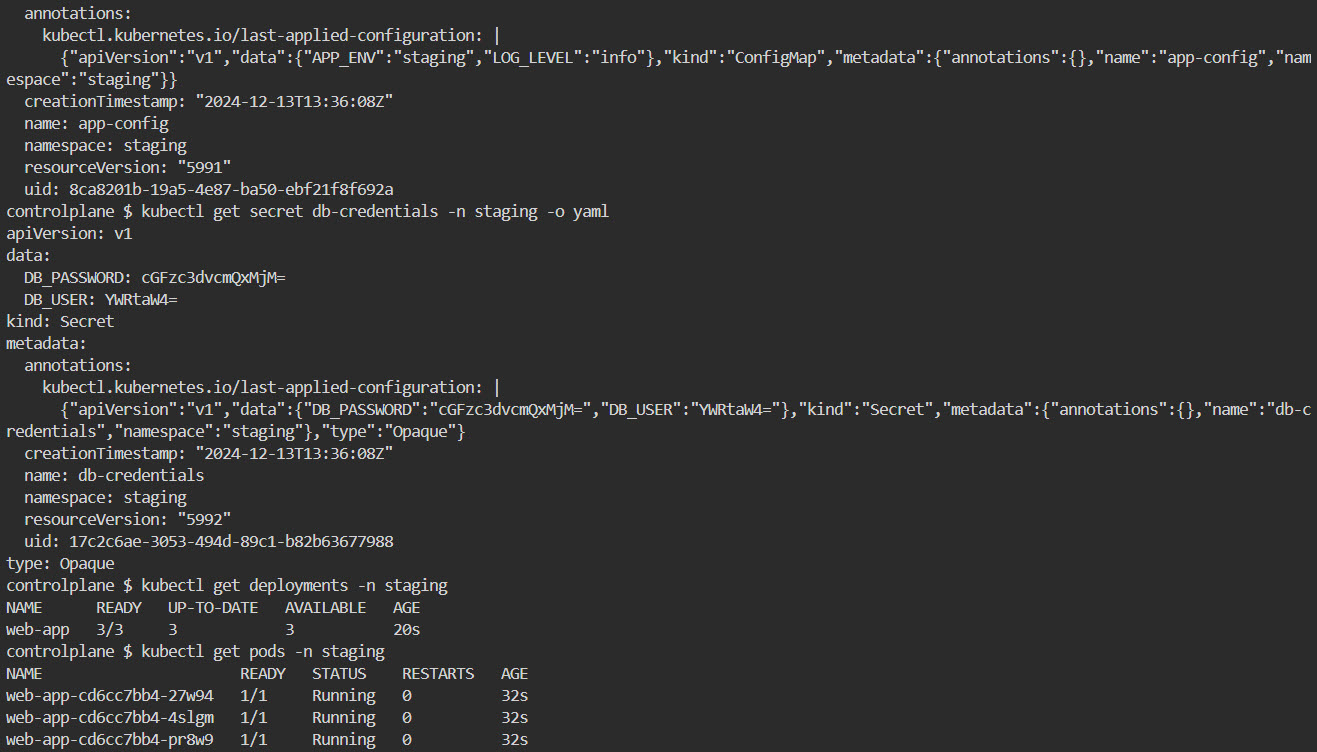 annotations:
kubectl.kubernetes.io/last-applied-configuration: |
{"apiVersion":"v1","data":{"APP_ENV":"staging","LOG_LEVEL":"info"},"kind":"ConfigMap","metadata":{"annotations":{},"name":"app-config","nam
espace":"staging"}}
creationTimestamp: "2024-12-13T13:36:08Z"
name: app-config
namespace: staging
resourceVersion: "5991"
uid: 8ca8201b-19a5-4e87-ba50-ebf21f8f692a
controlplane $ kubectl get secret db-credentials -n staging -o yaml
apiVersion: v1
data:
DB_PASSWORD: cGFzc3dvcmQxMjM=
DB_USER: YWRtaW4=
kind: Secret
metadata:
annotations:
kubectl.kubernetes.io/last-applied-configuration: |
{"apiVersion":"v1","data":{"DB_PASSWORD":"cGFzc3dvcmQxMjM=","DB_USER":"YWRtaW4="},"kind":"Secret","metadata":{"annotations":{},"name":"db-c
redentials","namespace":"staging"},"type":"Opaque"}
creationTimestamp: "2024-12-13T13:36:08Z"
name: db-credentials
namespace: staging
resourceVersion: "5992"
uid: 17c2c6ae-3053-494d-89c1-b82b63677988
type: Opaque
controlplane $ kubectl get deployments -n staging
NAME READY UP-TO-DATE AVAILABLE AGE
web-app 3/3 3 3 20s
controlplane $ kubectl get pods -n staging
NAME READY STATUS RESTARTS AGE
web-app-cd6cc7bb4-27w94 1/1 Running 0 32s
web-app-cd6cc7bb4-4slgm 1/1 Running 0 32s
web-app-cd6cc7bb4-pr8w9 1/1 Running 0 32s